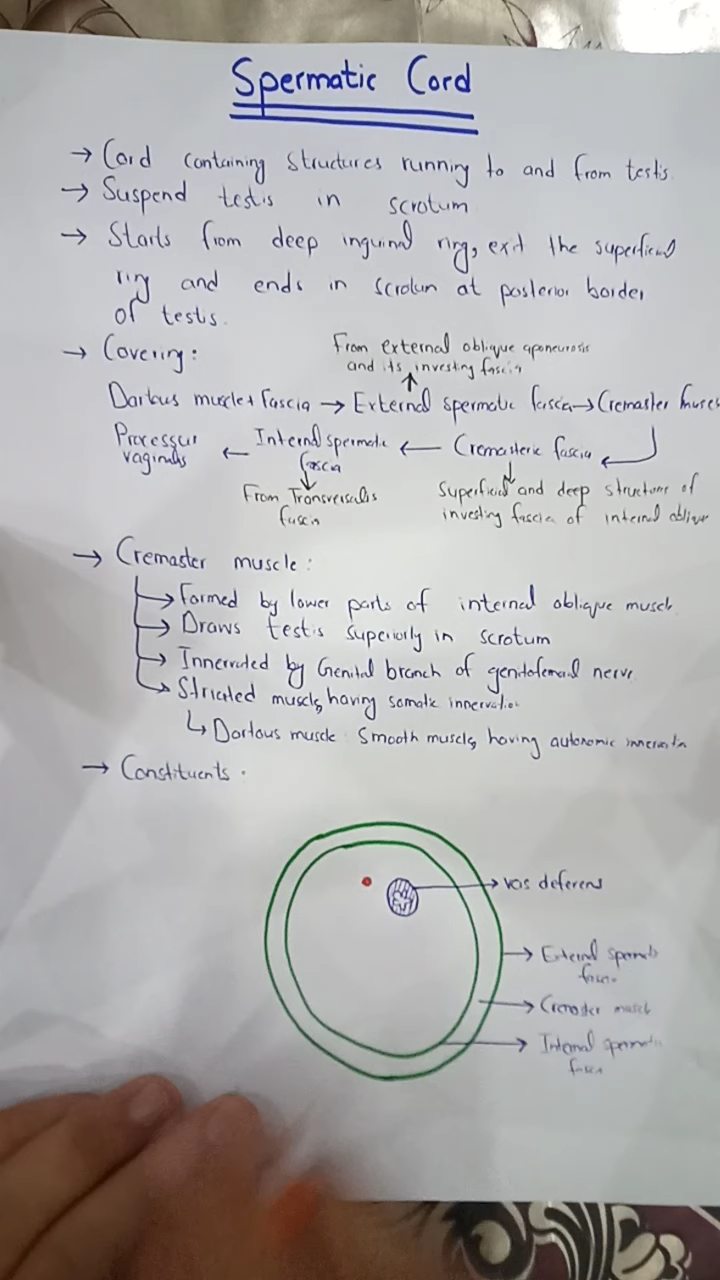 Spermatic Cord
→ Cord containing structures running to and from testis.
→ Suspend testis in scrotum
→ Starts from deep inguinal ring, exit the superficial
ring and ends in scrotum at posterior border
of testis.
→ Covering:
From external oblique aponeurosis
and its investing fascia
Dartous muscle + Fascia → External spermatic fascia → Cremaster muscle
Cremasteric fascia ← 
Internal spermatic
fascia ←
Processus
vaginalis
From Transversalis
fascia
Superficial and deep structure of
investing fascia of internal oblique
→ Cremaster muscle:
→ Formed by lower parts of internal oblique muscle
→ Draws testis superiorly in scrotum
→ Innervated by Genital branch of genitofemoral nerve
→ Striated muscle, having somatic innervation
↳ Dartous muscle Smooth muscle, having autonomic innervation
→ Constituents.
→ vas deferens
→ External spermatic
fascia
→ Cremaster muscle
→ Internal spermatic
fascia